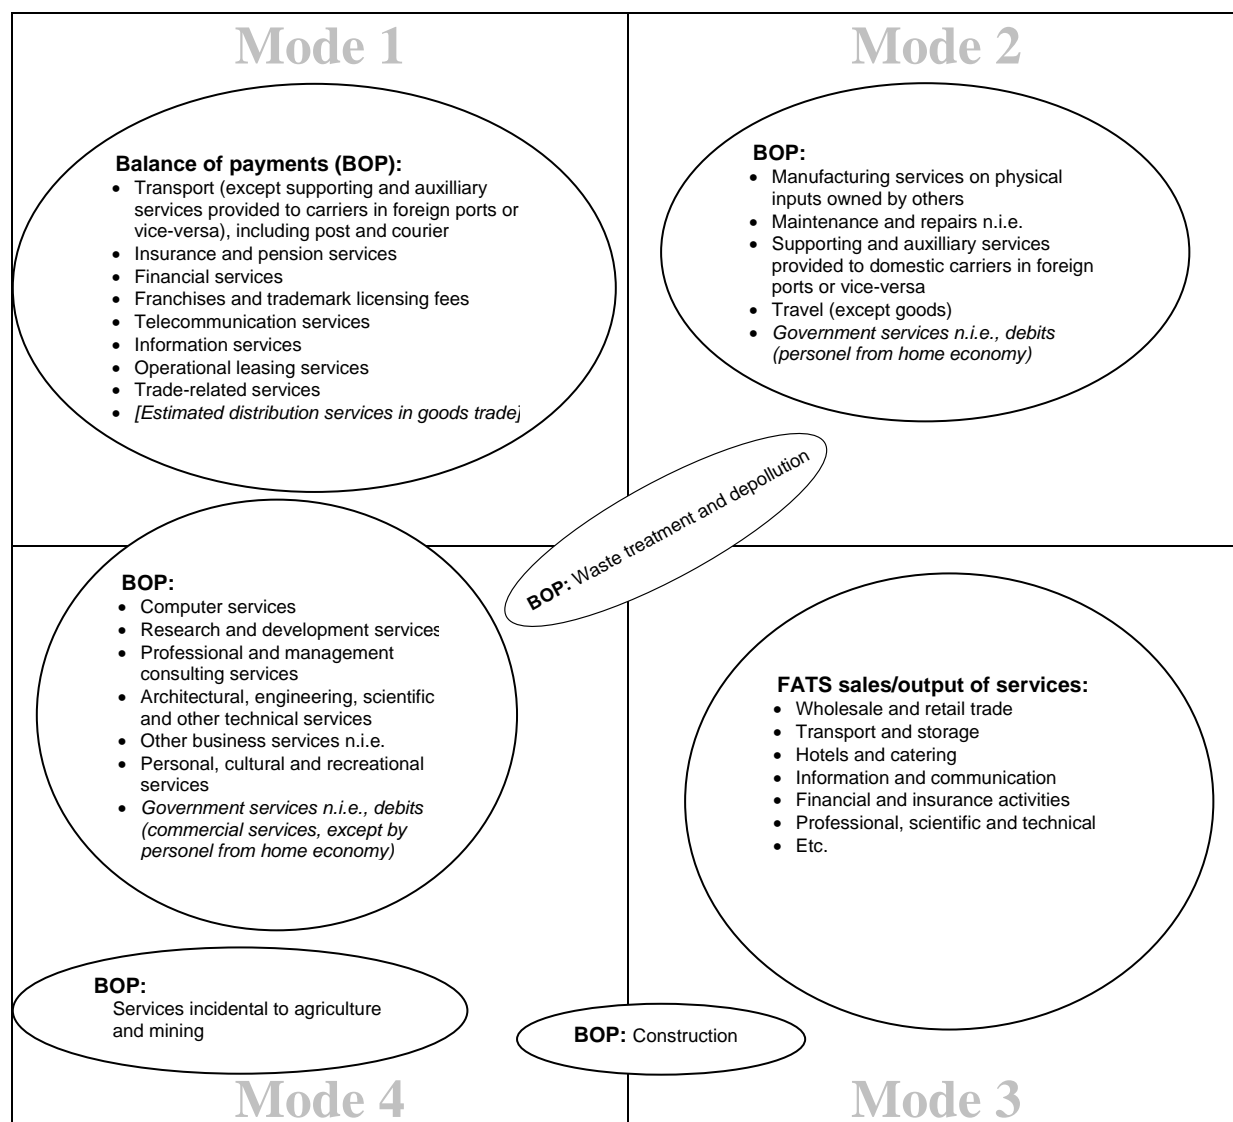 Mode 1
Balance of payments (BOP):
• Transport (except supporting and auxilliary
services provided to carriers in foreign ports or
vice-versa), including post and courier
• Insurance and pension services
• Financial services
• Franchises and trademark licensing fees
• Telecommunication services
• Information services
• Operational leasing services
• Trade-related services
• [Estimated distribution services in goods trade]
Mode 2
BOP:
• Manufacturing services on physical
inputs owned by others
• Maintenance and repairs n.i.e.
• Supporting and auxilliary services
provided to domestic carriers in foreign
ports or vice-versa
• Travel (except goods)
• Government services n.i.e., debits
(personel from home economy)
BOP: Waste treatment and depollution
BOP:
• Computer services
• Research and development services
• Professional and management
consulting services
• Architectural, engineering, scientific
and other technical services
• Other business services n.i.e.
• Personal, cultural and recreational
services
• Government services n.i.e., debits
(commercial services, except by
personel from home economy)
FATS sales/output of services:
• Wholesale and retail trade
• Transport and storage
• Hotels and catering
• Information and communication
• Financial and insurance activities
• Professional, scientific and technical
• Etc.
BOP:
Services incidental to agriculture
and mining
BOP: Construction
Mode 4
Mode 3